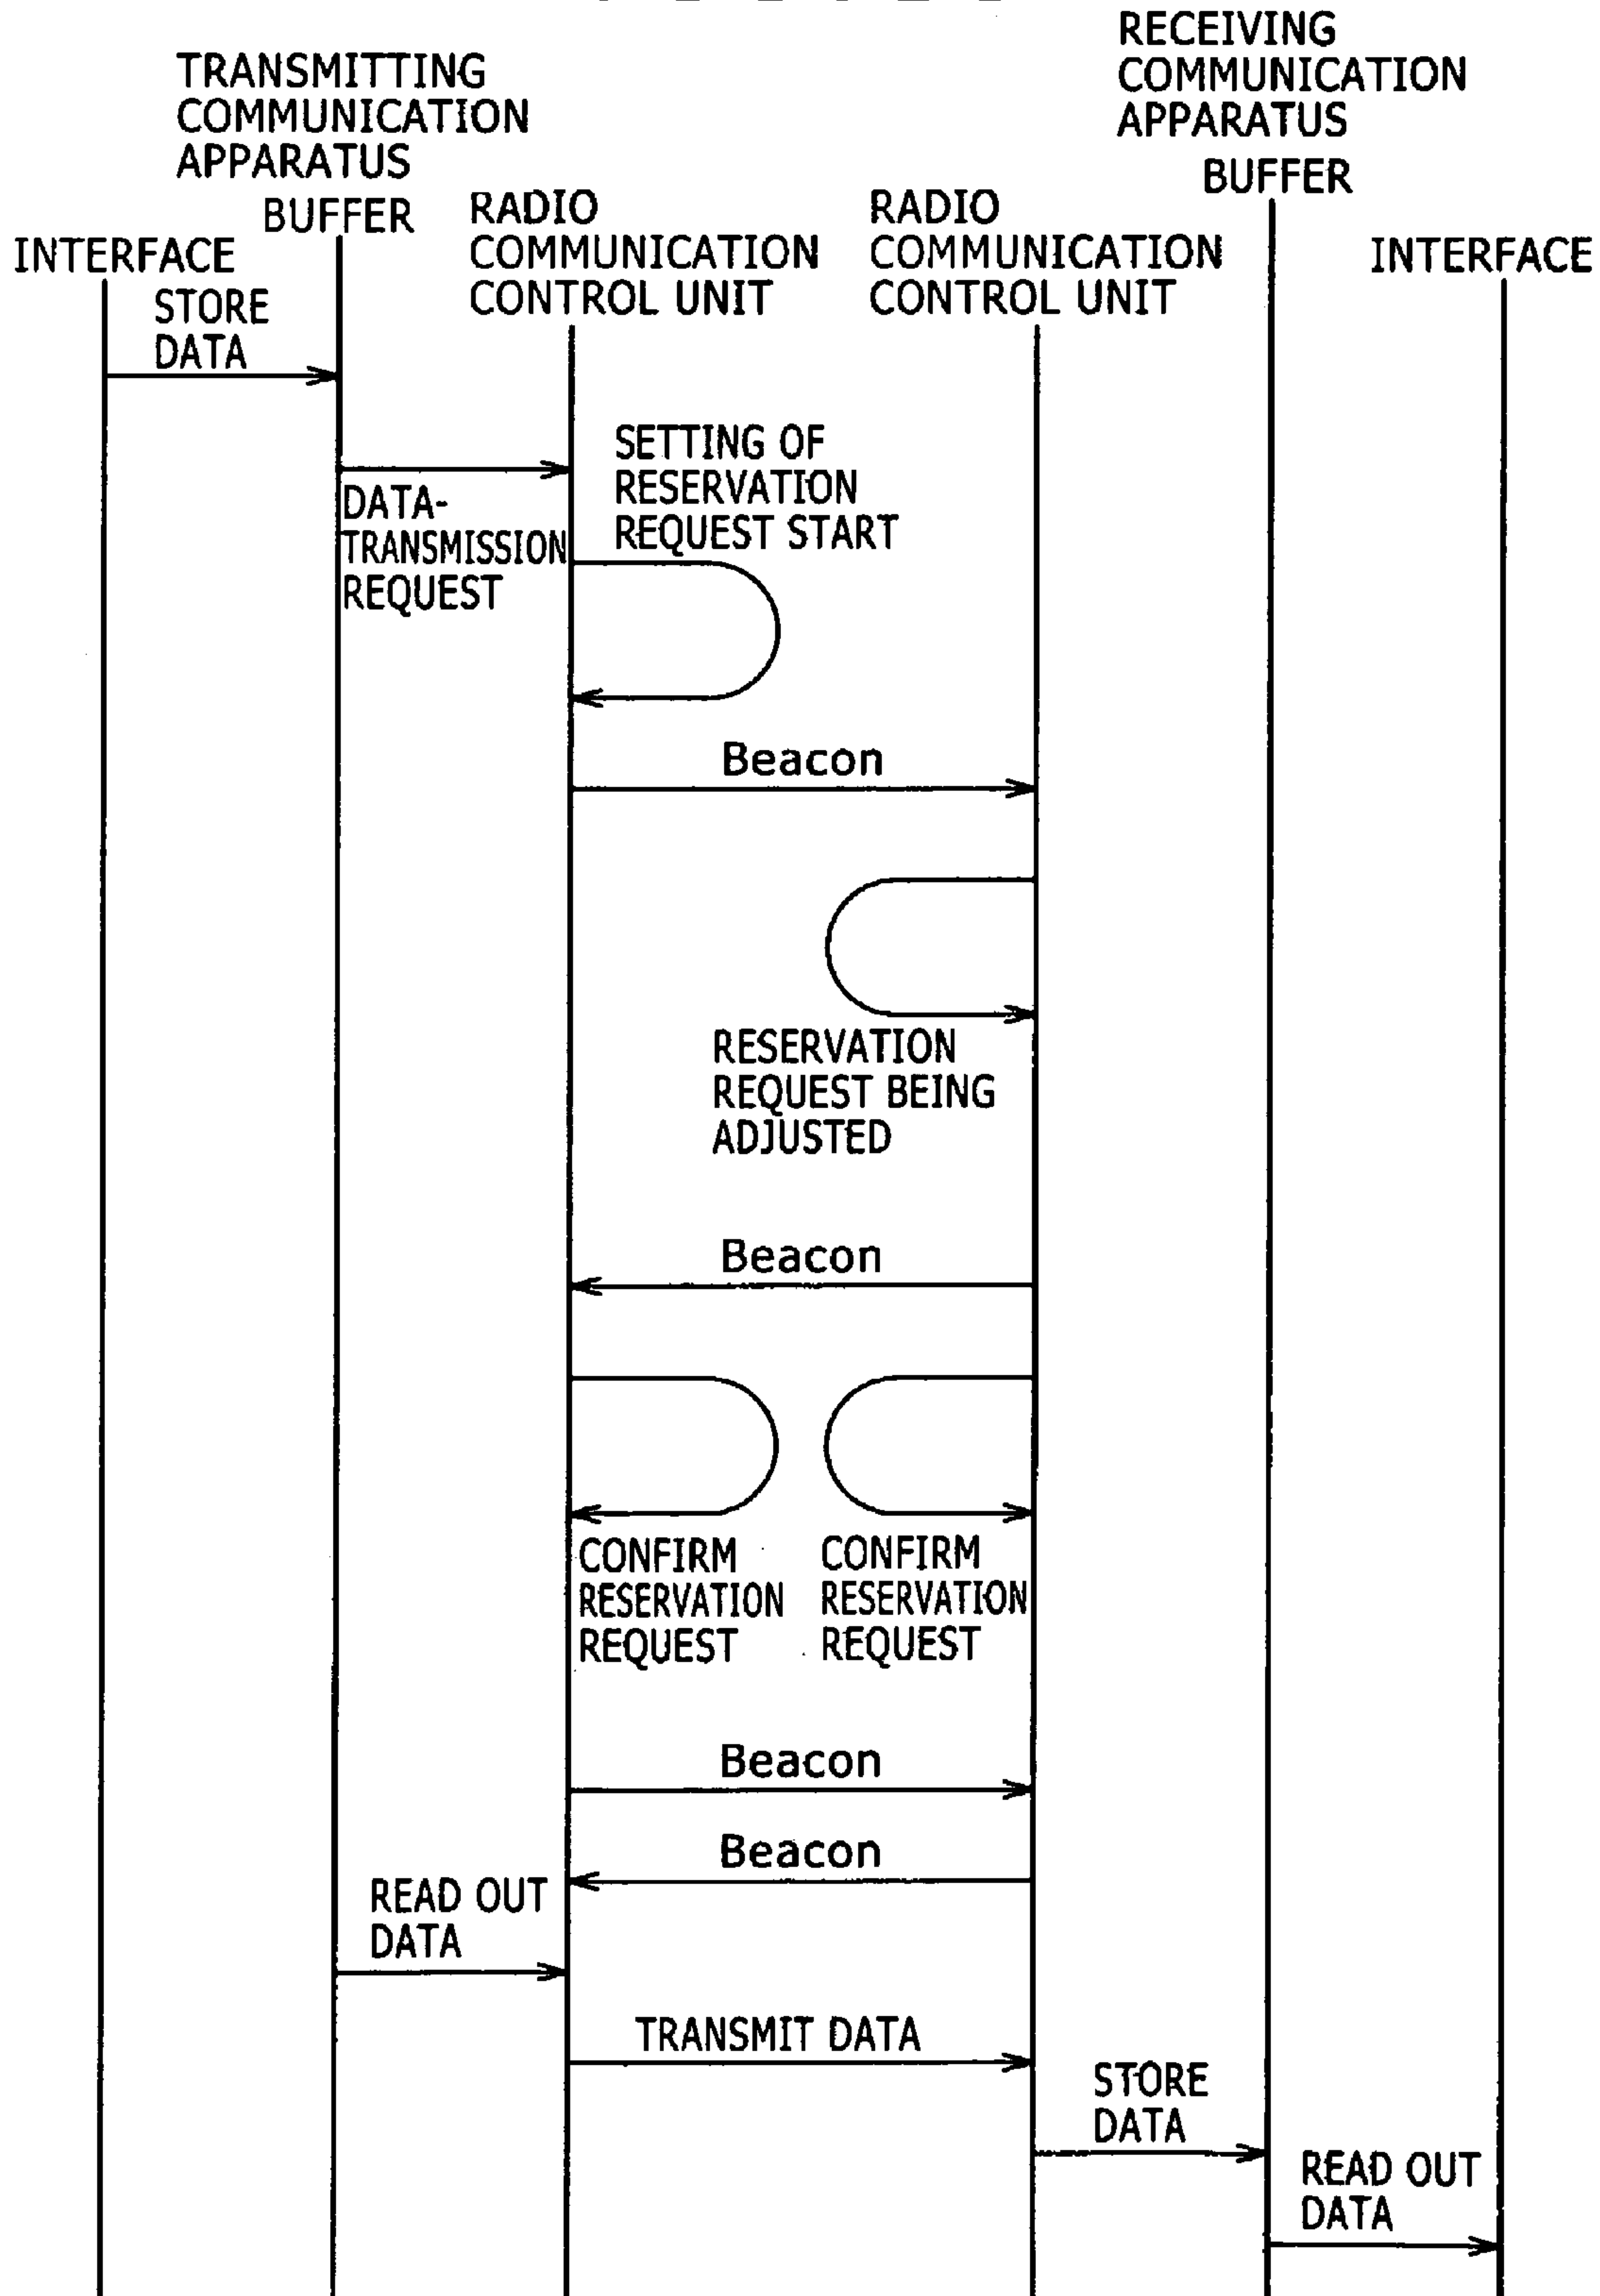 TRANSMITTING
COMMUNICATION
APPARATUS
RECEIVING
COMMUNICATION
APPARATUS
INTERFACE
BUFFER
RADIO
COMMUNICATION
CONTROL UNIT
RADIO
COMMUNICATION
CONTROL UNIT
BUFFER
INTERFACE
STORE
DATA
DATA-
TRANSMISSION
REQUEST
SETTING OF
RESERVATION
REQUEST START
Beacon
RESERVATION
REQUEST BEING
ADJUSTED
Beacon
CONFIRM
RESERVATION
REQUEST
CONFIRM
RESERVATION
REQUEST
Beacon
Beacon
READ OUT
DATA
TRANSMIT DATA
STORE
DATA
READ OUT
DATA